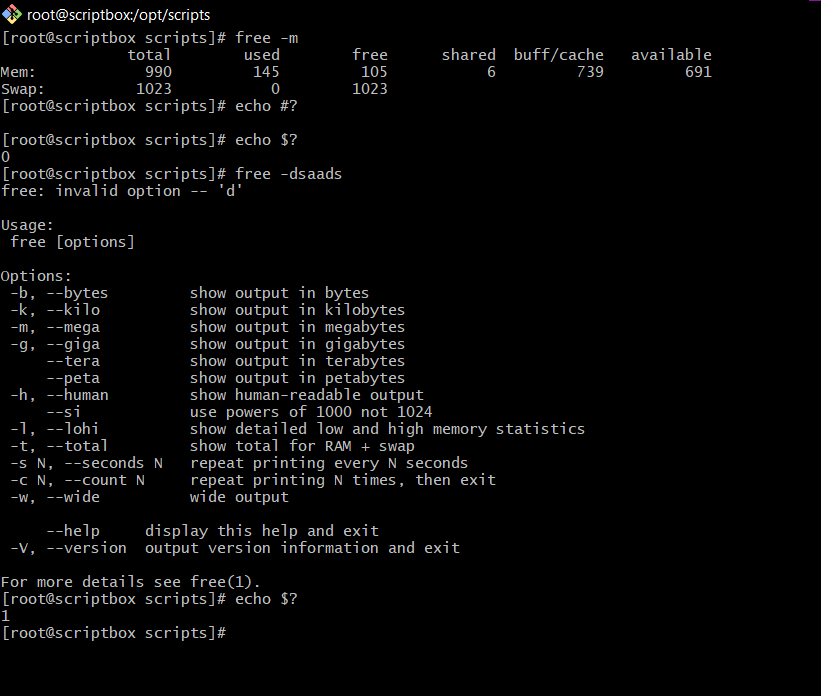 root@scriptbox:/opt/scripts
[root@scriptbox scripts]# free -m
              total        used        free      shared  buff/cache   available
Mem:            990         145         105           6         739         691
Swap:          1023           0        1023
[root@scriptbox scripts]# echo #?

[root@scriptbox scripts]# echo $?
0
[root@scriptbox scripts]# free -dsaads
free: invalid option -- 'd'

Usage:
 free [options]

Options:
 -b, --bytes         show output in bytes
 -k, --kilo          show output in kilobytes
 -m, --mega          show output in megabytes
 -g, --giga          show output in gigabytes
     --tera          show output in terabytes
     --peta          show output in petabytes
 -h, --human         show human-readable output
     --si            use powers of 1000 not 1024
 -l, --lohi          show detailed low and high memory statistics
 -t, --total         show total for RAM + swap
 -s N, --seconds N   repeat printing every N seconds
 -c N, --count N     repeat printing N times, then exit
 -w, --wide          wide output

     --help     display this help and exit
 -V, --version  output version information and exit

For more details see free(1).
[root@scriptbox scripts]# echo $?
1
[root@scriptbox scripts]#